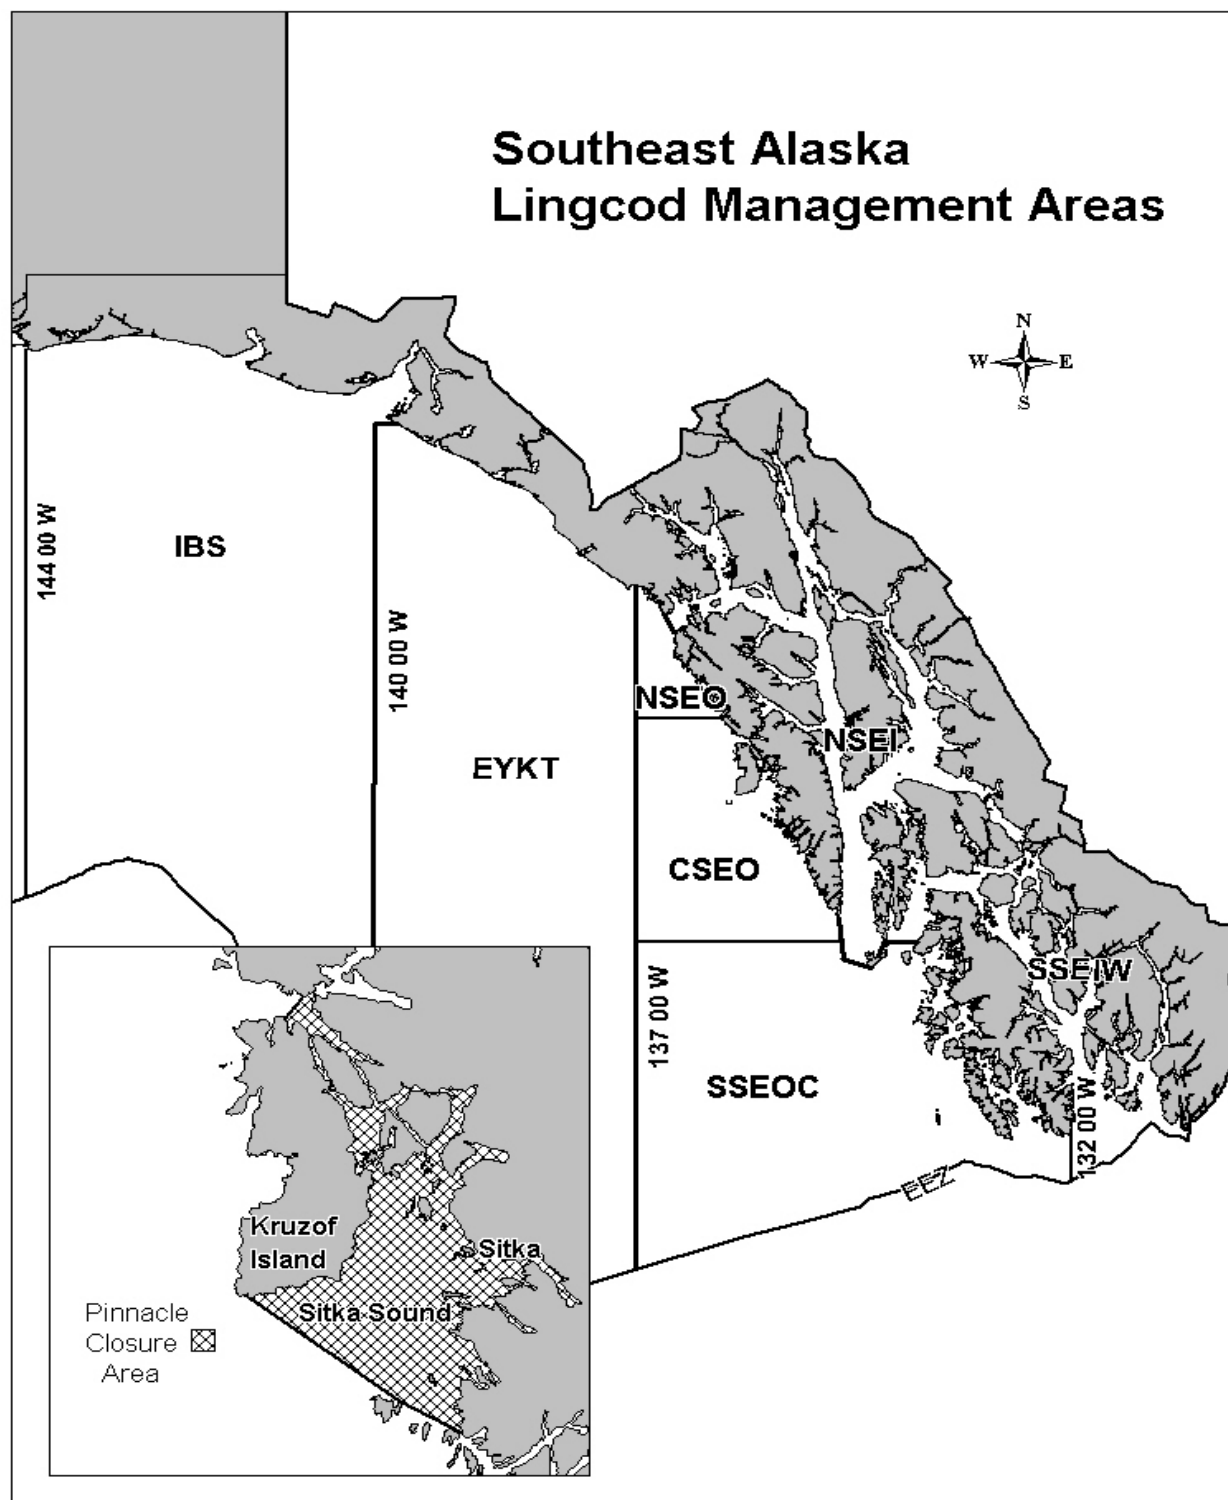 Southeast Alaska
Lingcod Management Areas
N
W E
S
144 00 W
IBS
140 00 W
NSEO
NSEI
EYKT
CSEO
SSEIW
137 00 W
SSEOC
132 00 W
EEZ
Kruzof
Island
Sitka
Sitka Sound
Pinnacle
Closure
Area